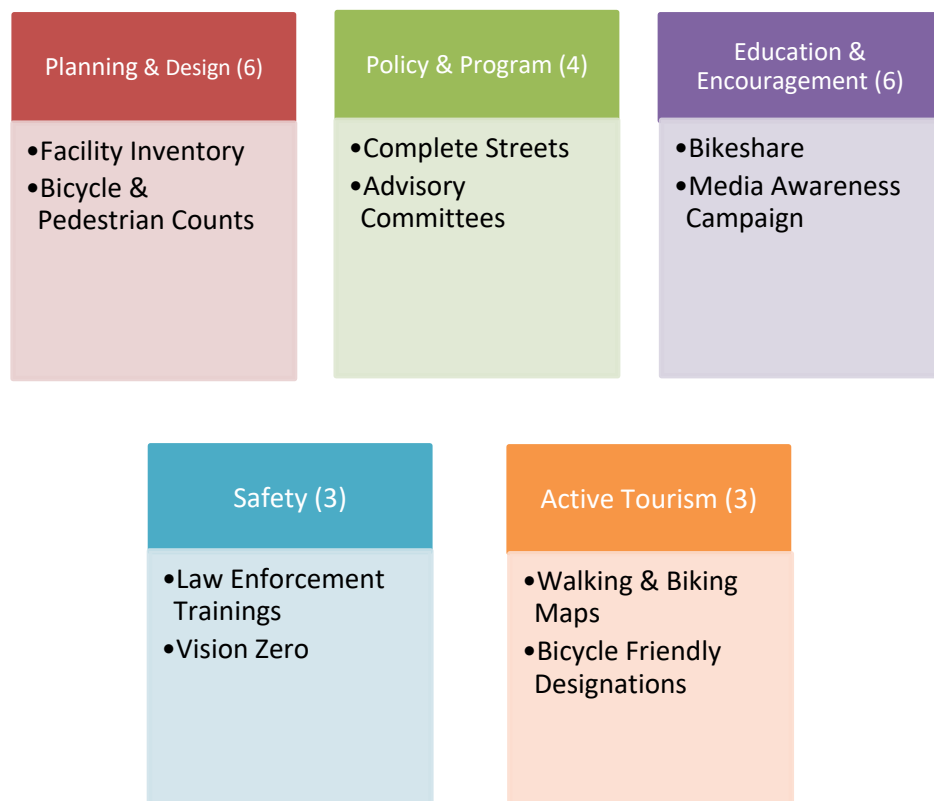 Planning & Design (6)
•Facility Inventory
•Bicycle &
Pedestrian Counts
Policy & Program (4)
•Complete Streets
•Advisory
Committees
Education &
Encouragement (6)
•Bikeshare
•Media Awareness
Campaign
Safety (3)
•Law Enforcement
Trainings
•Vision Zero
Active Tourism (3)
•Walking & Biking
Maps
•Bicycle Friendly
Designations